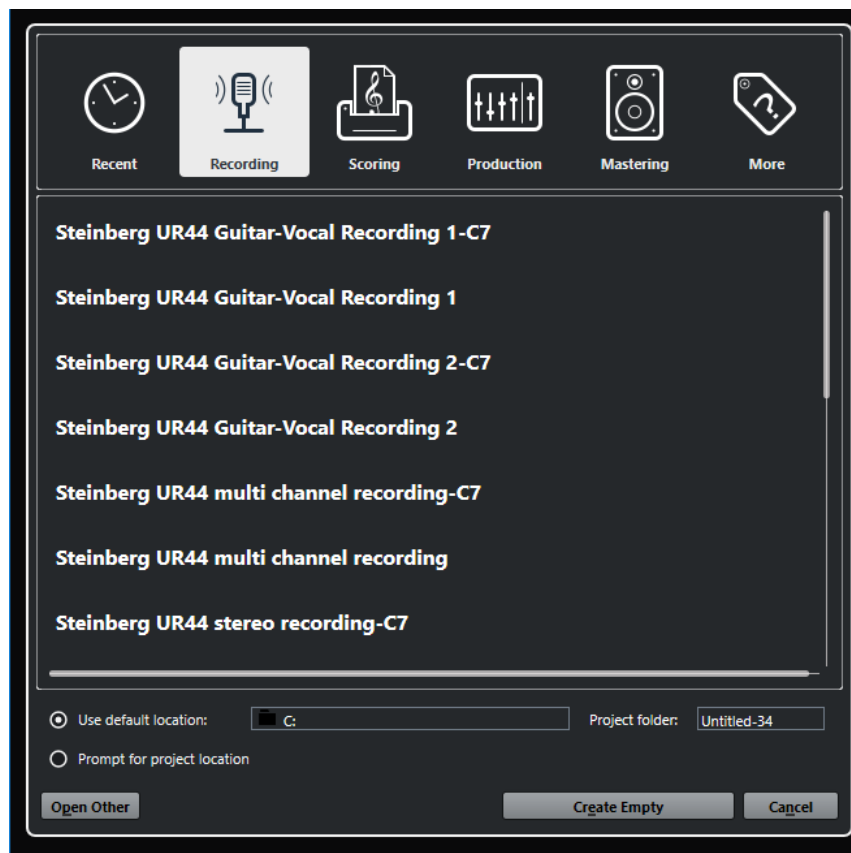 Recent Recording Scoring Production Mastering More
Steinberg UR44 Guitar-Vocal Recording 1-C7
Steinberg UR44 Guitar-Vocal Recording 1
Steinberg UR44 Guitar-Vocal Recording 2-C7
Steinberg UR44 Guitar-Vocal Recording 2
Steinberg UR44 multi channel recording-C7
Steinberg UR44 multi channel recording
Steinberg UR44 stereo recording-C7
Use default location: C: Project folder: Untitled-34
Prompt for project location
Open Other Create Empty Cancel